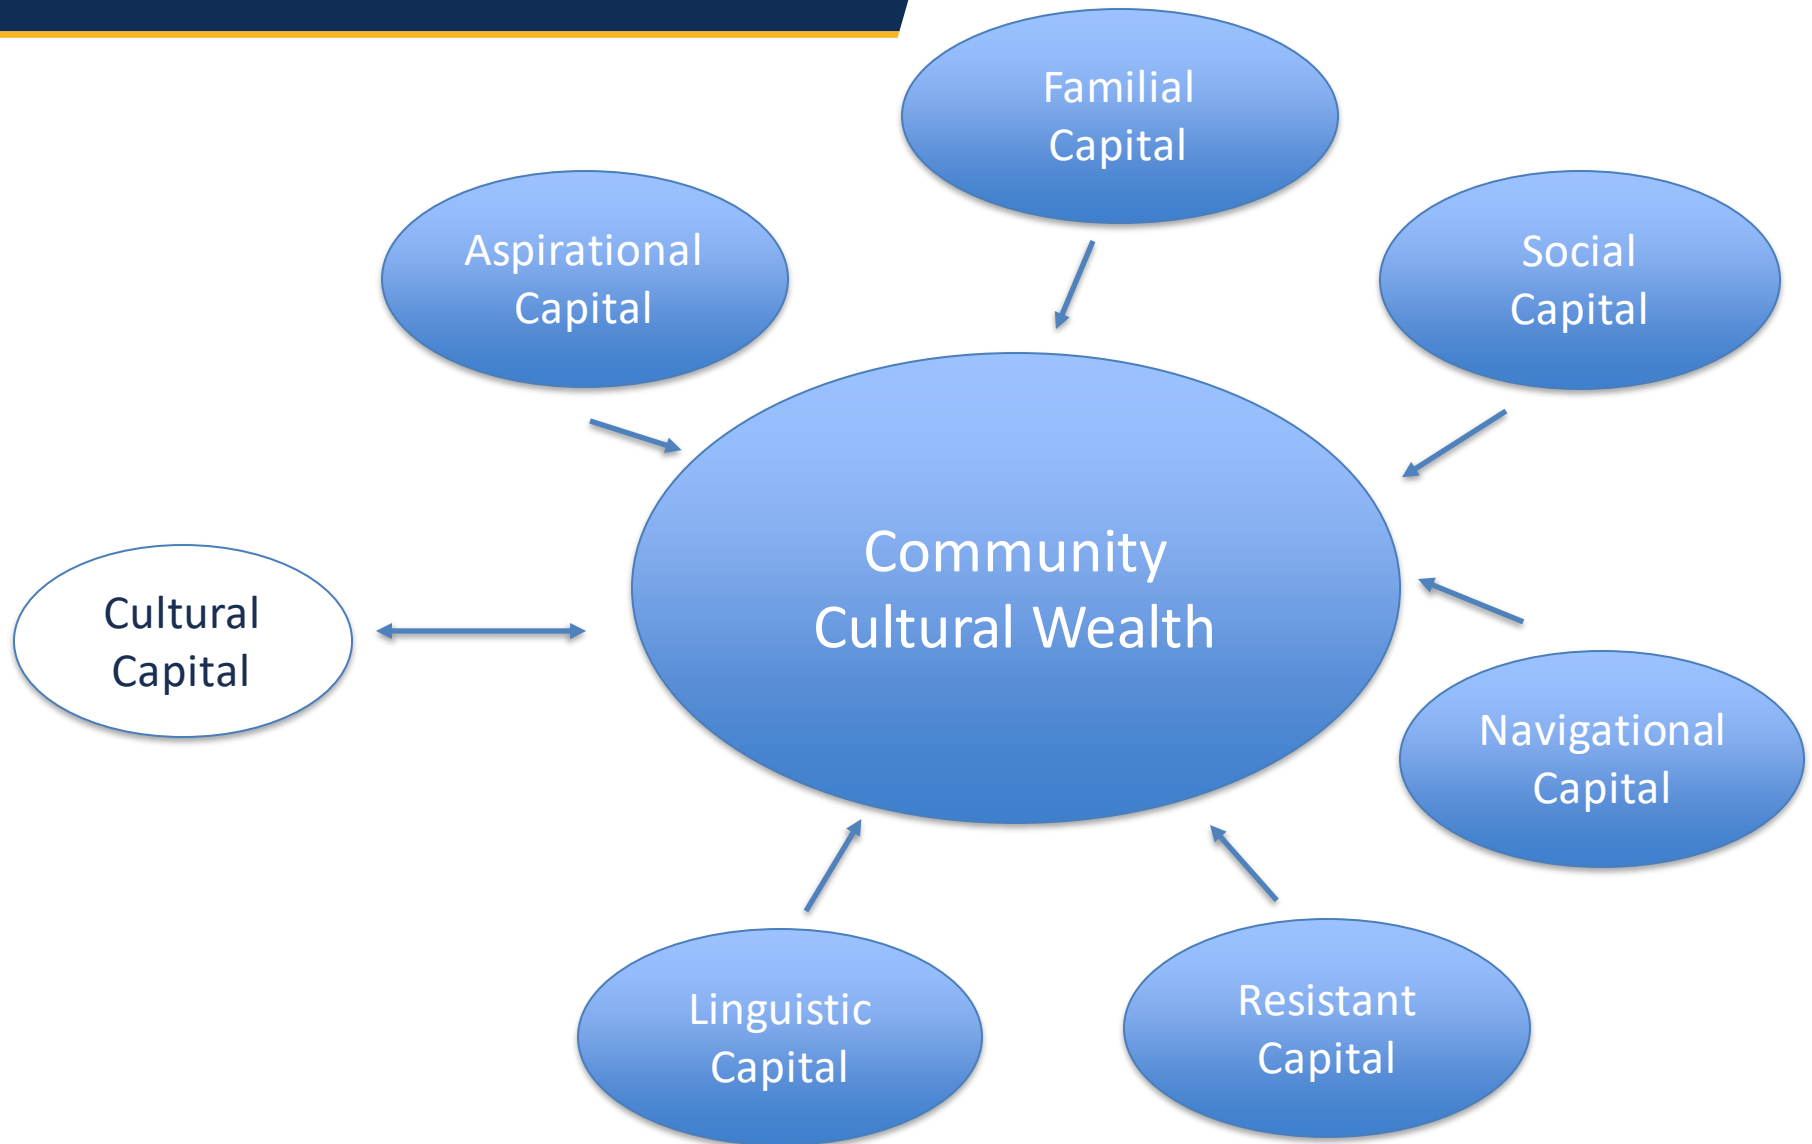 Familial
Capital
Aspirational
Capital
Social
Capital
Community
Cultural Wealth
Cultural
Capital
Navigational
Capital
Linguistic
Capital
Resistant
Capital